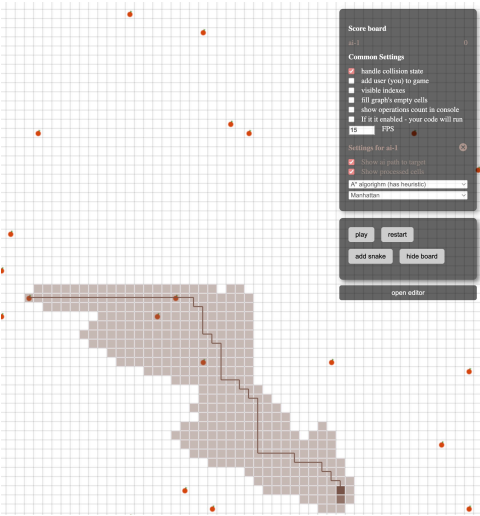 Score board
ai-1 0
Common Settings
handle collision state
add user (you) to game
visible indexes
fill graph's empty cells
show operations count in console
If it it enabled - your code will run
15 FPS
Settings for ai-1
Show ai path to target
Show processed cells
A* algorighm (has heuristic)
Manhattan
play restart
add snake hide board
open editor